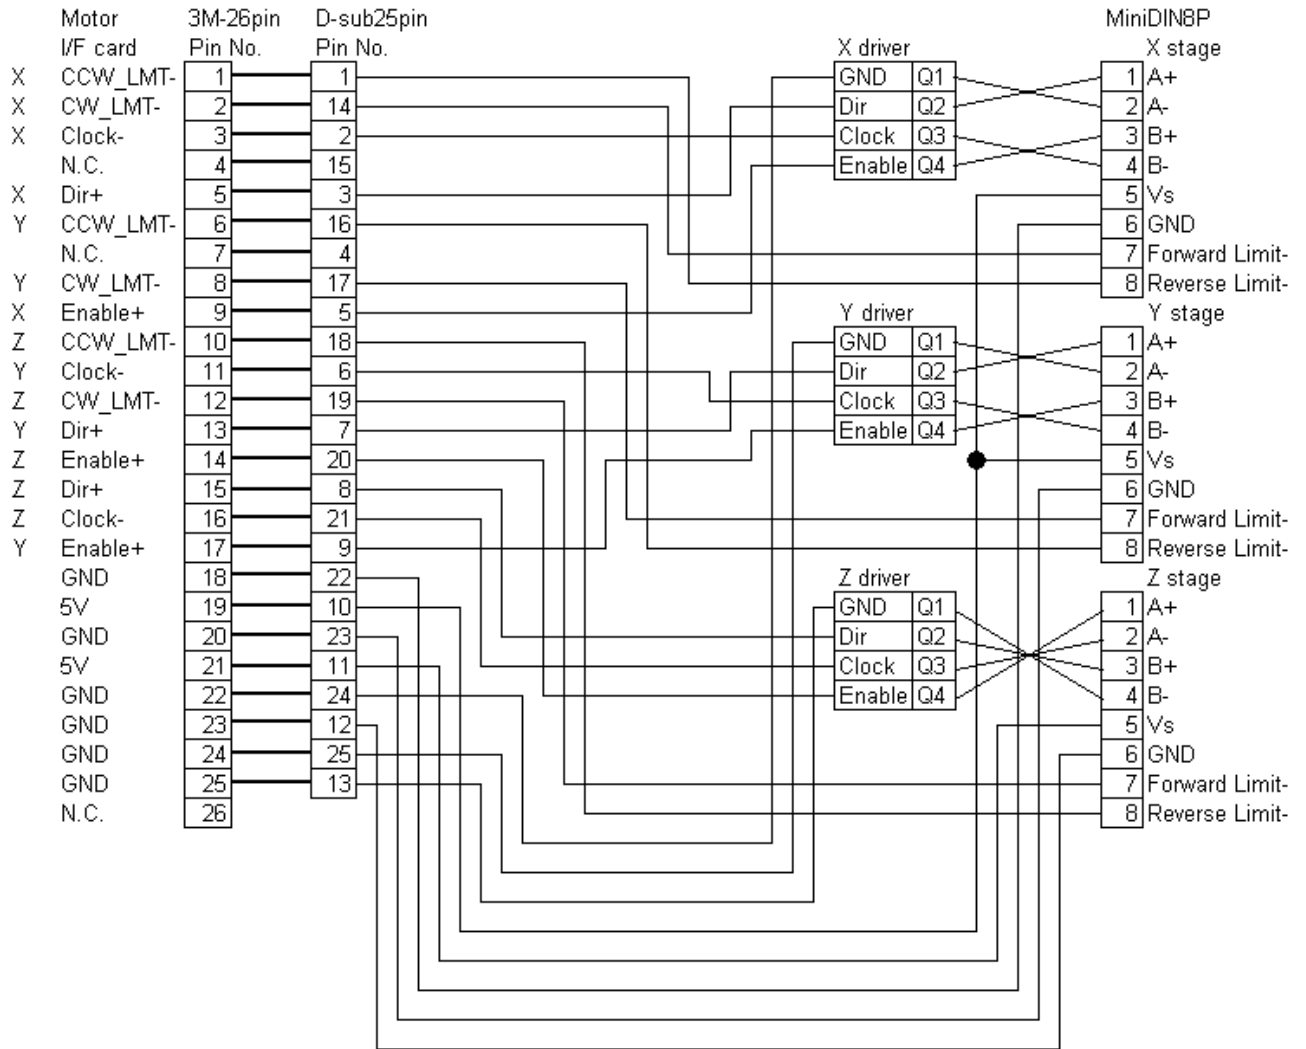 Motor 3M-26pin D-sub25pin MiniDIN8P
I/F card Pin No. Pin No. X driver X stage
X CCW_LMT- 1 1 GND Q1 1 A+
X CW_LMT- 2 14 Dir Q2 2 A-
X Clock- 3 2 Clock Q3 3 B+
N.C. 4 15 Enable Q4 4 B-
X Dir+ 5 3 5 Vs
Y CCW_LMT- 6 16 6 GND
N.C. 7 4 7 Forward Limit-
Y CW_LMT- 8 17 8 Reverse Limit-
X Enable+ 9 5 Y driver Y stage
Z CCW_LMT- 10 18 GND Q1 1 A+
Y Clock- 11 6 Dir Q2 2 A-
Z CW_LMT- 12 19 Clock Q3 3 B+
Y Dir+ 13 7 Enable Q4 4 B-
Z Enable+ 14 20 5 Vs
Z Dir+ 15 8 6 GND
Z Clock- 16 21 7 Forward Limit-
Y Enable+ 17 9 8 Reverse Limit-
GND 18 22 Z driver Z stage
5V 19 10 GND Q1 1 A+
GND 20 23 Dir Q2 2 A-
5V 21 11 Clock Q3 3 B+
GND 22 24 Enable Q4 4 B-
GND 23 12 5 Vs
GND 24 25 6 GND
GND 25 13 7 Forward Limit-
N.C. 26 8 Reverse Limit-